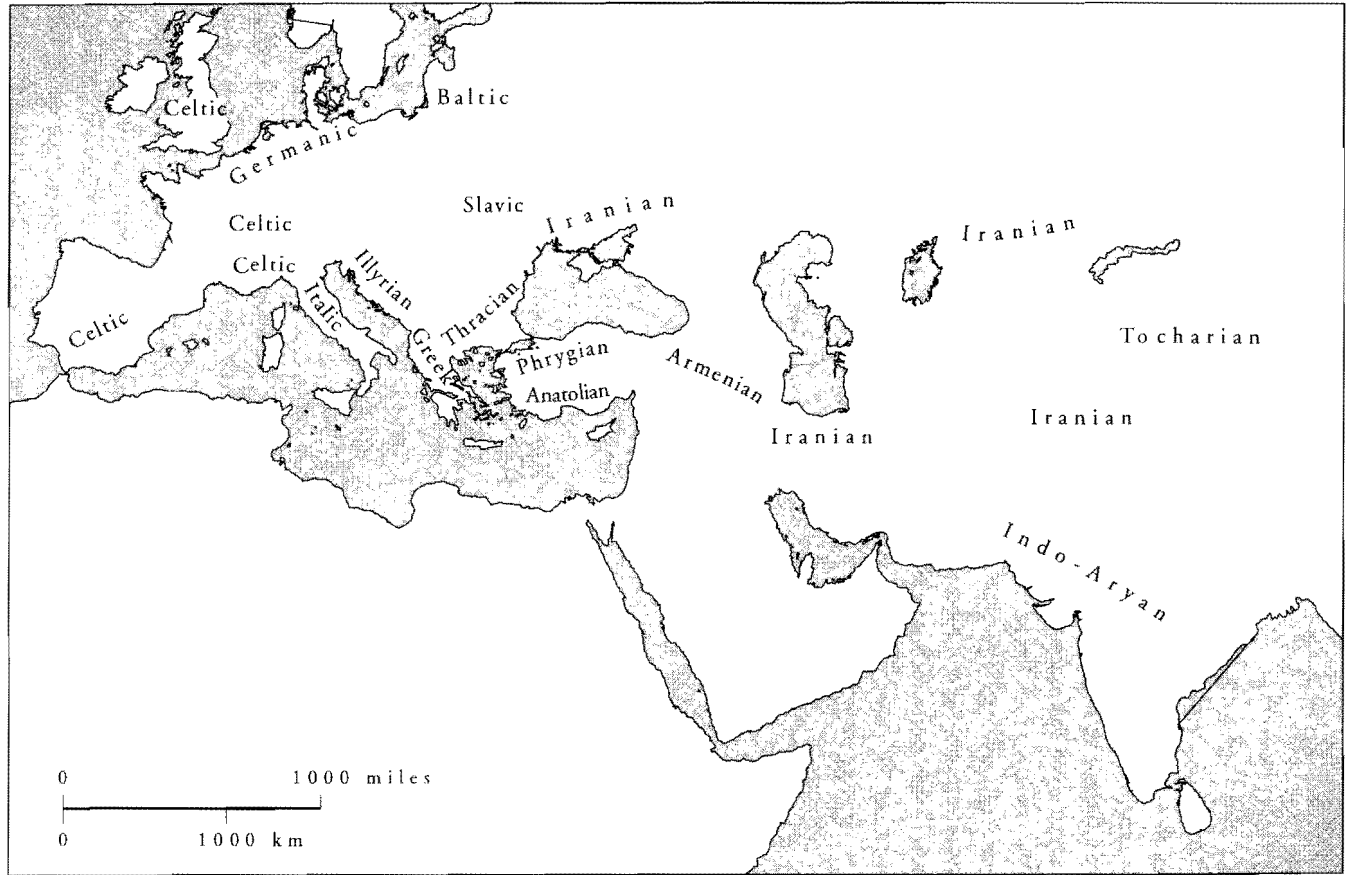 Celtic
Baltic
Germanic
Slavic
Iranian
Celtic
Iranian
Celtic
Illyrian
Italic
Thracian
Celtic
Greek
Phrygian
Armenian
Tocharian
Anatolian
Iranian
Iranian
Indo-Aryan
0 1000 miles
0 1000 km